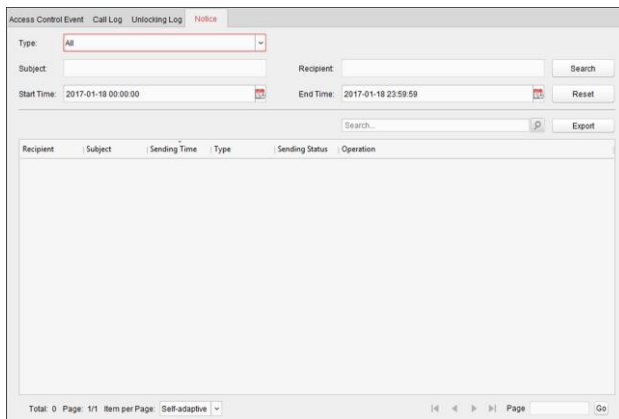 Access Control Event Call Log Unlocking Log Notice
Type: All
Subject: Recipient: Search
Start Time: 2017-01-18 00:00:00 End Time: 2017-01-18 23:59:59 Reset
Search... Export
Recipient Subject Sending Time Type Sending Status Operation
Total: 0 Page: 1/1 Item per Page: Self-adaptive Page Go